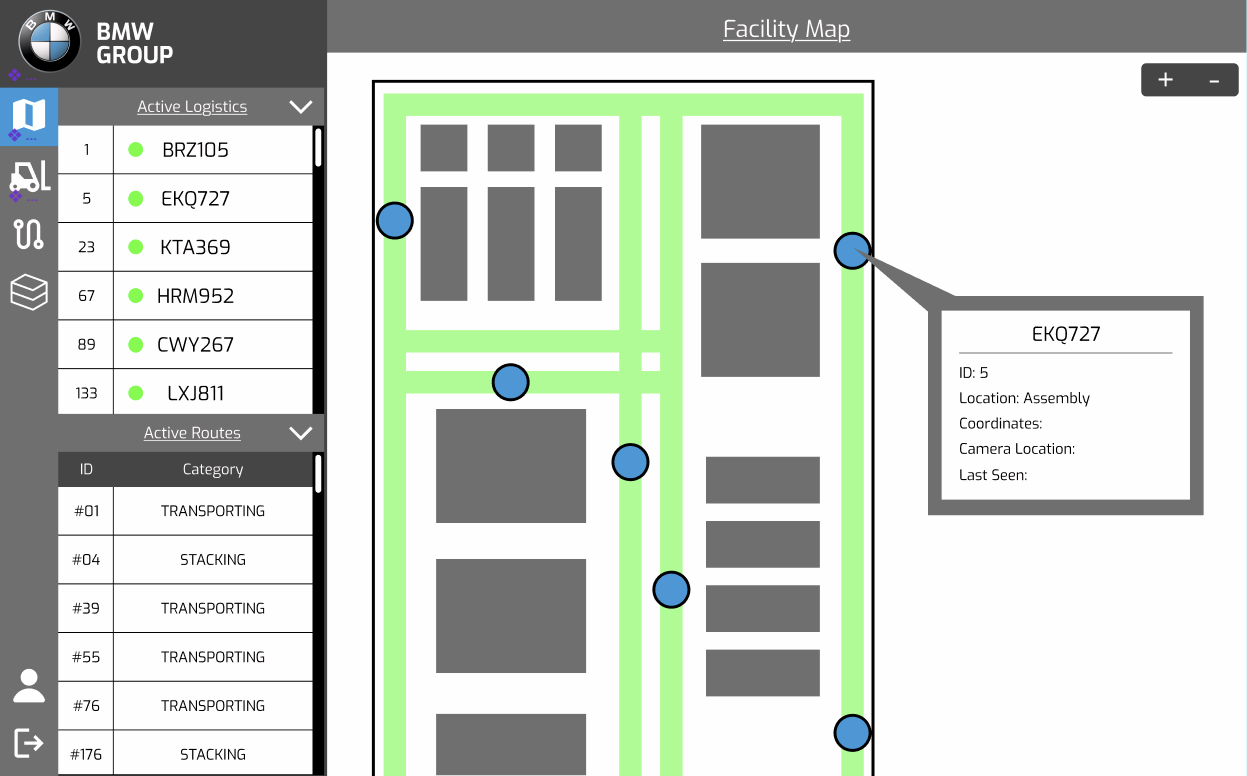 BMW
BMW
GROUP
Facility Map
+ -
Active Logistics
1 BRZ105
5 EKQ727
23 KTA369
67 HRM952
89 CWY267
133 LXJ811
Active Routes
ID Category
#01 TRANSPORTING
#04 STACKING
#39 TRANSPORTING
#55 TRANSPORTING
#76 TRANSPORTING
#176 STACKING
EKQ727
ID: 5
Location: Assembly
Coordinates:
Camera Location:
Last Seen: